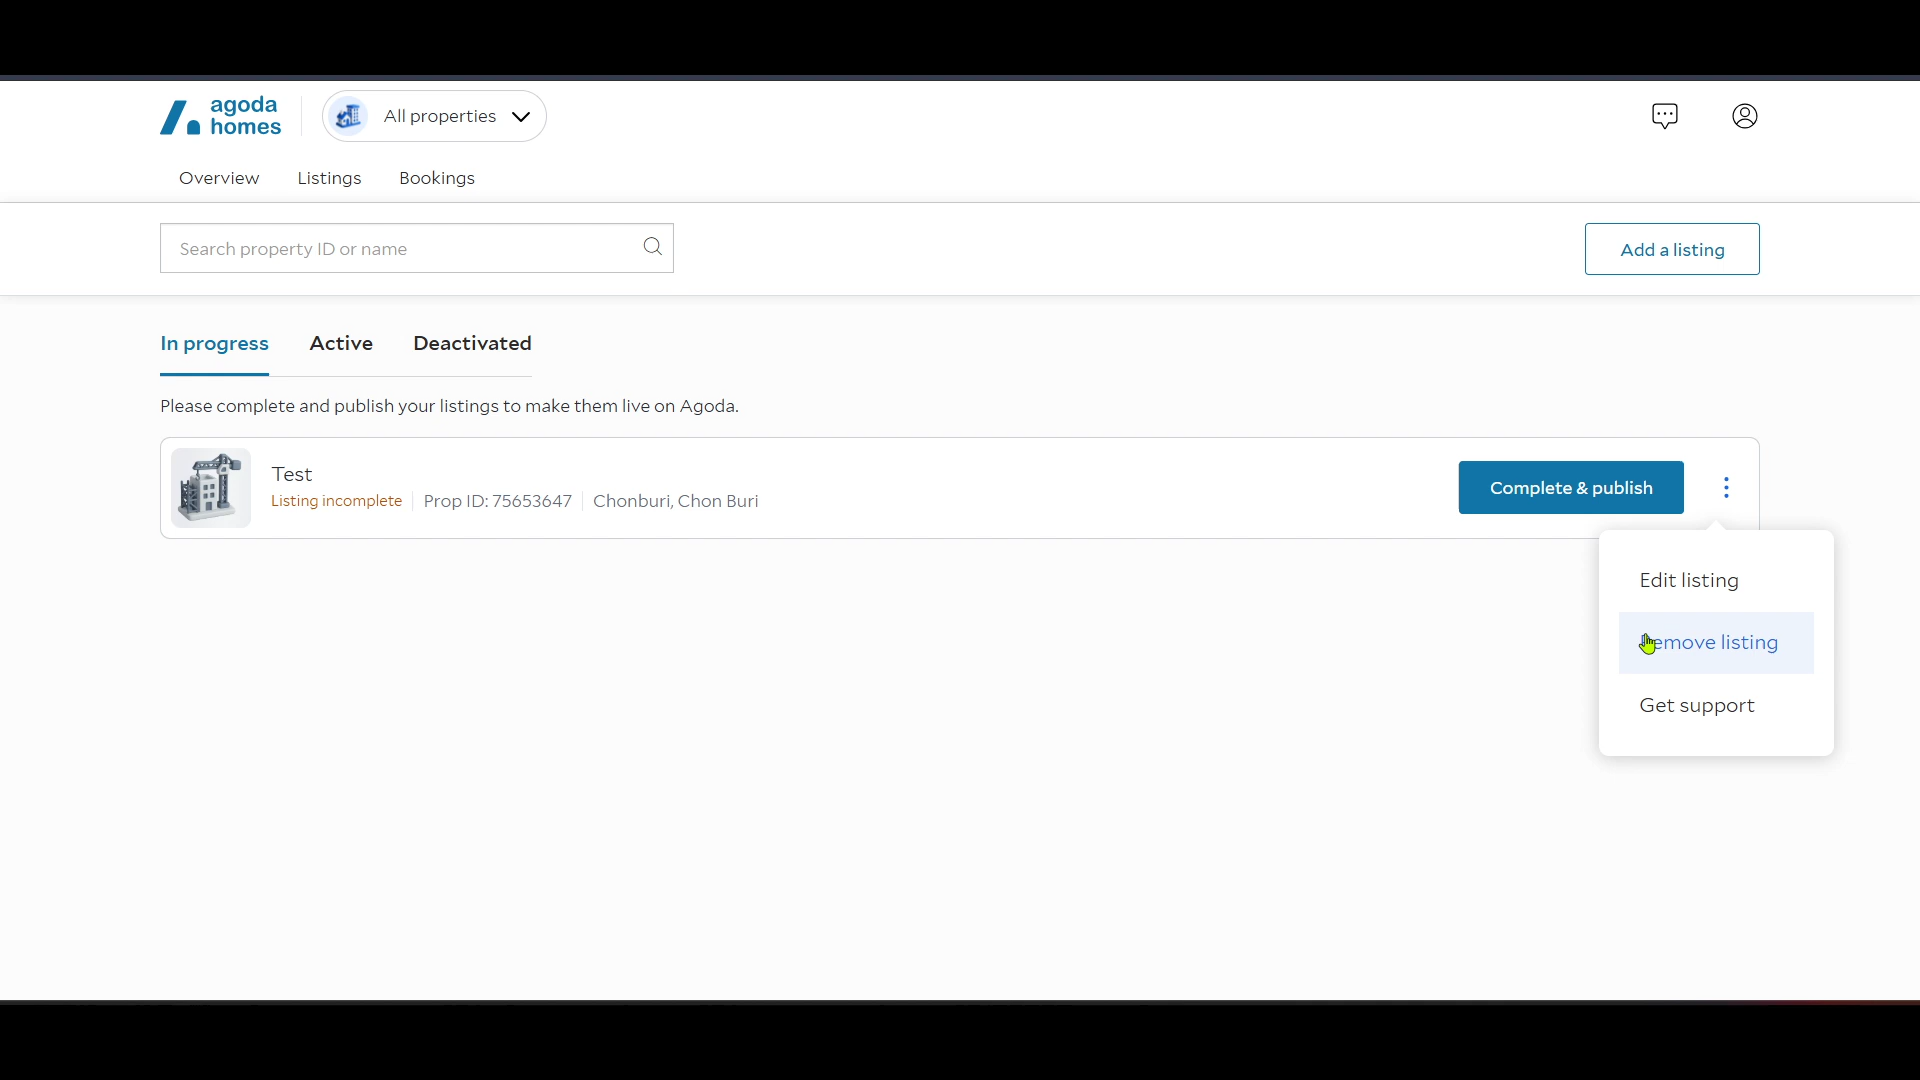 agoda
homes
All properties
Overview Listings Bookings
Search property ID or name
Add a listing
In progress Active Deactivated
Please complete and publish your listings to make them live on Agoda.
Test
Listing incomplete Prop ID: 75653647 Chonburi, Chon Buri
Complete & publish
Edit listing
Remove listing
Get support